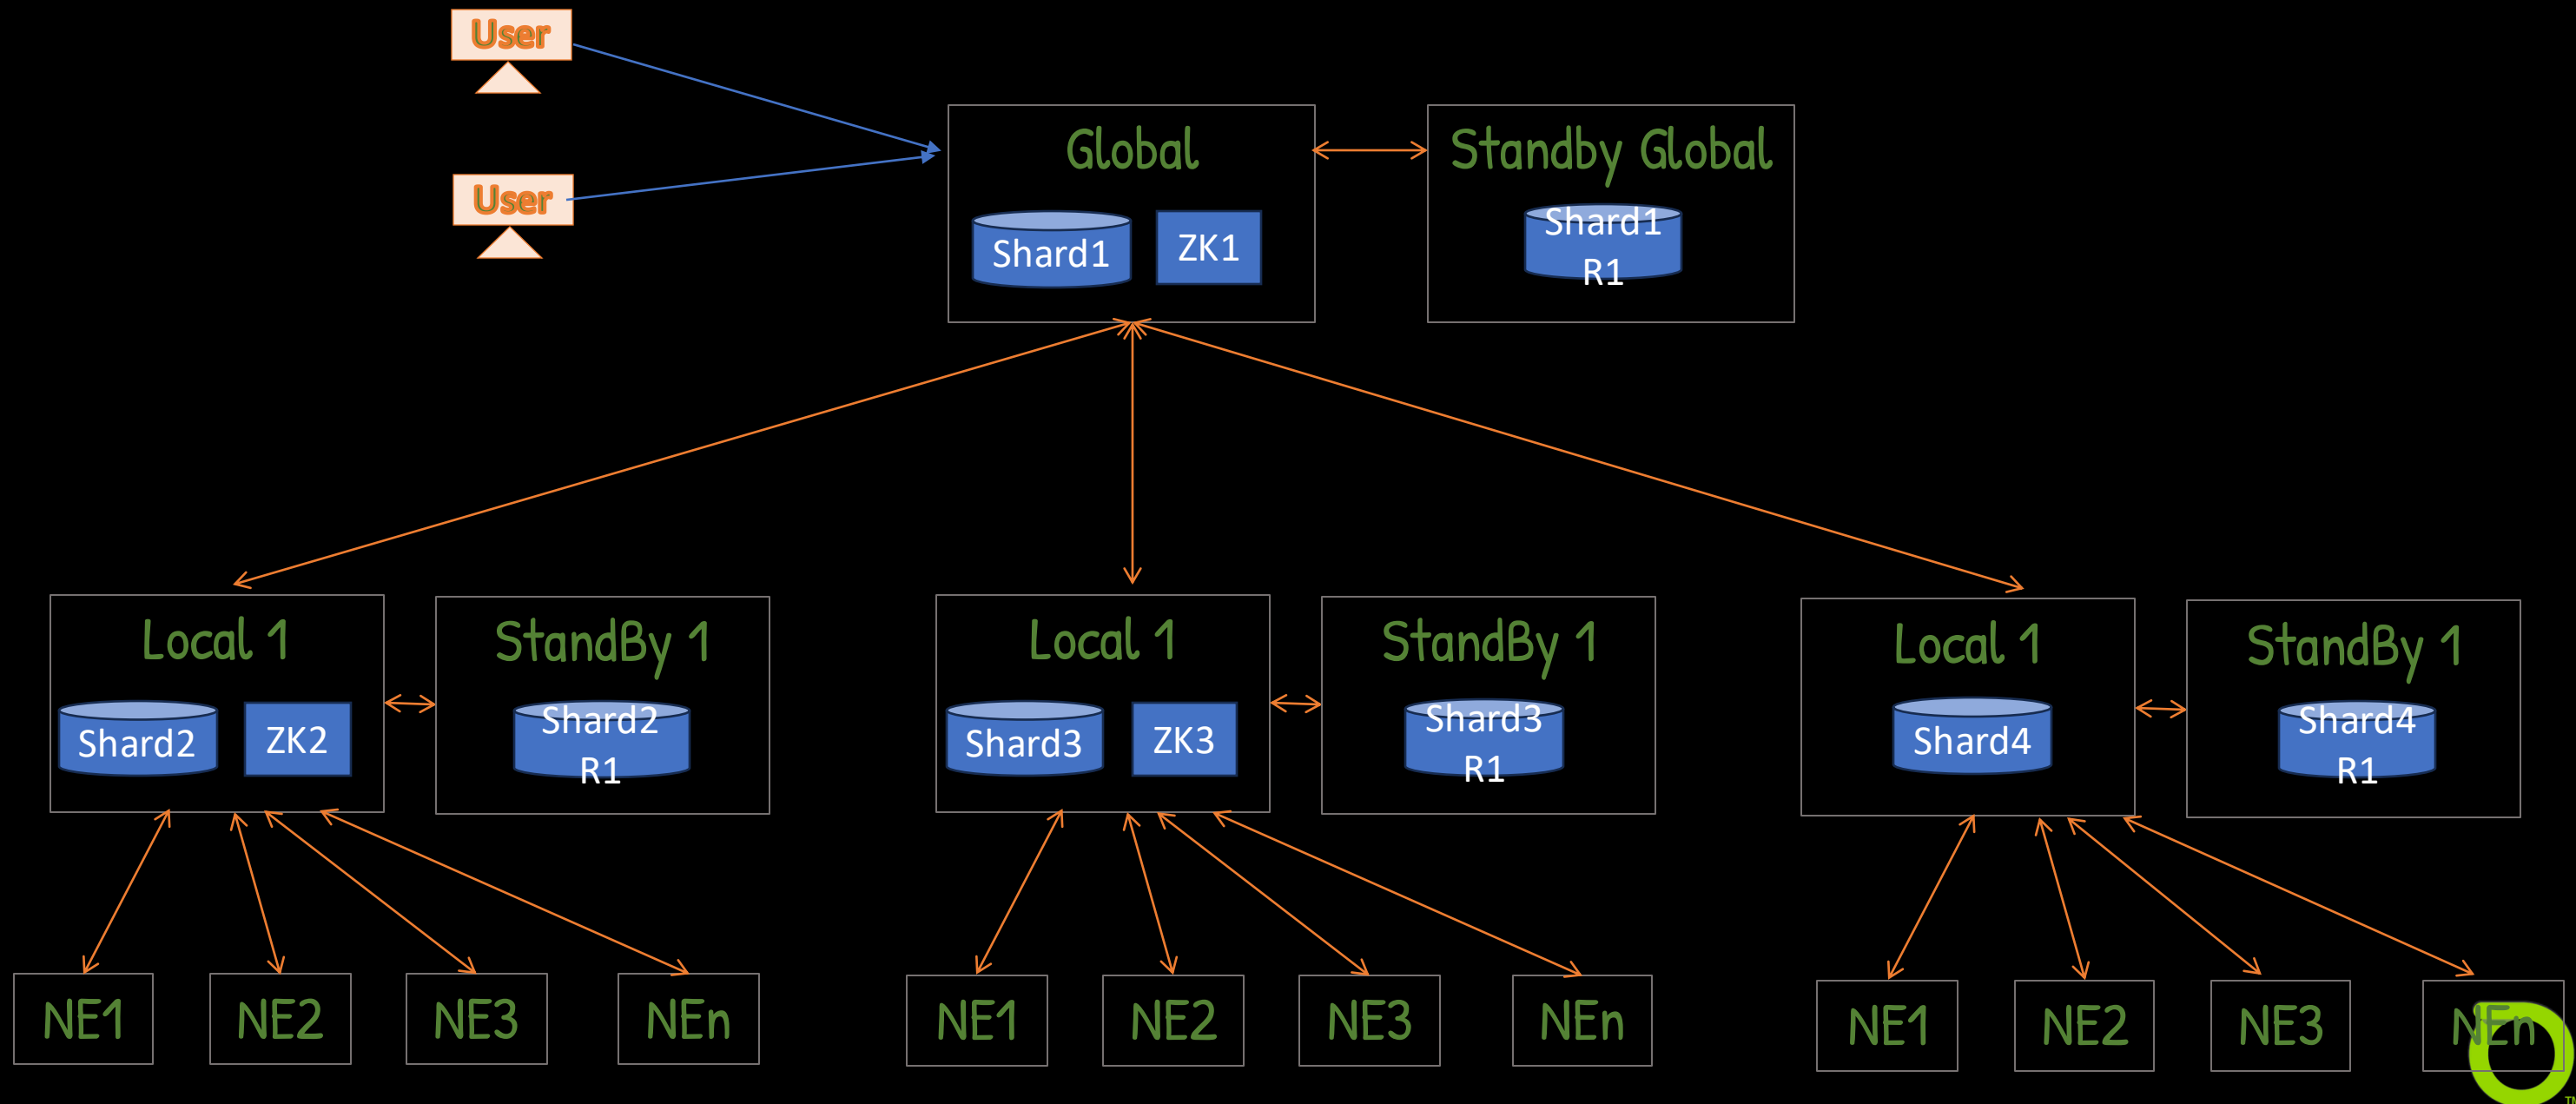 User
User
Global
Standby Global
Shard1
ZK1
Shard1
R1
Local 1
StandBy 1
Local 1
StandBy 1
Local 1
StandBy 1
Shard2
ZK2
Shard2
R1
Shard3
ZK3
Shard3
R1
Shard4
Shard4
R1
NE1
NE2
NE3
NEn
NE1
NE2
NE3
NEn
NE1
NE2
NE3
NEn